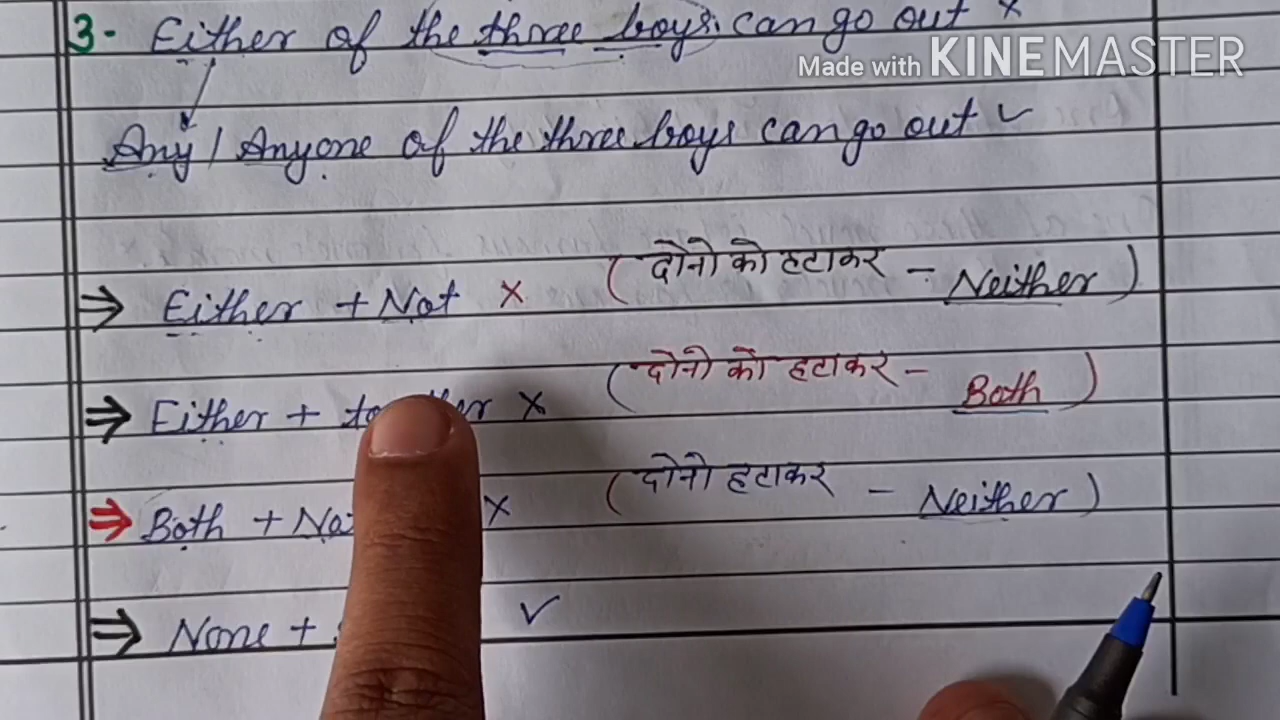 3- Either of the three boys can go out ×
Made with KINEMASTER
Any / Anyone of the three boys can go out ✓
⇒ Either + Not × (दोनो को हटाकर - Neither)
⇒ Either + × (दोनो को हटाकर - Both)
⇒ Both + Not × (दोनो हटाकर - Neither)
⇒ None + ✓